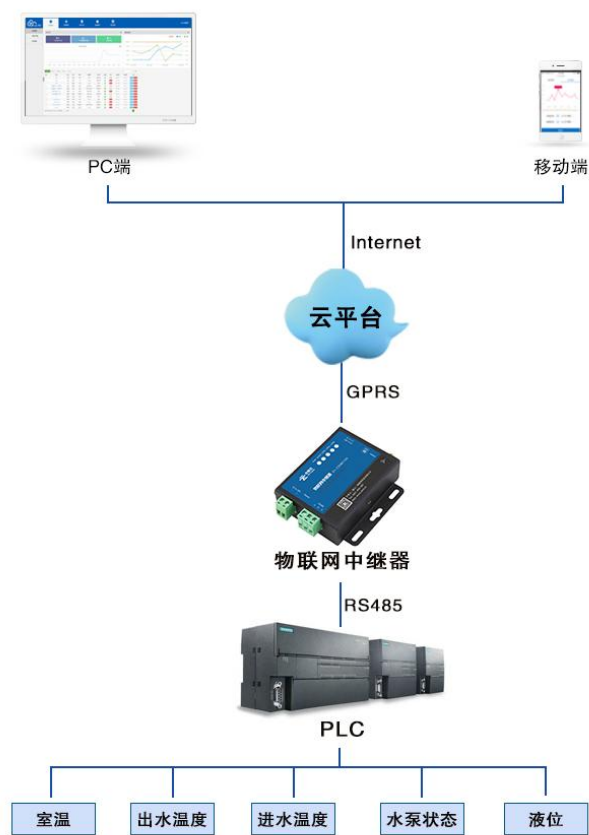 PC端
移动端
Internet
云平台
GPRS
物联网中继器
RS485
PLC
室温
出水温度
进水温度
水泵状态
液位